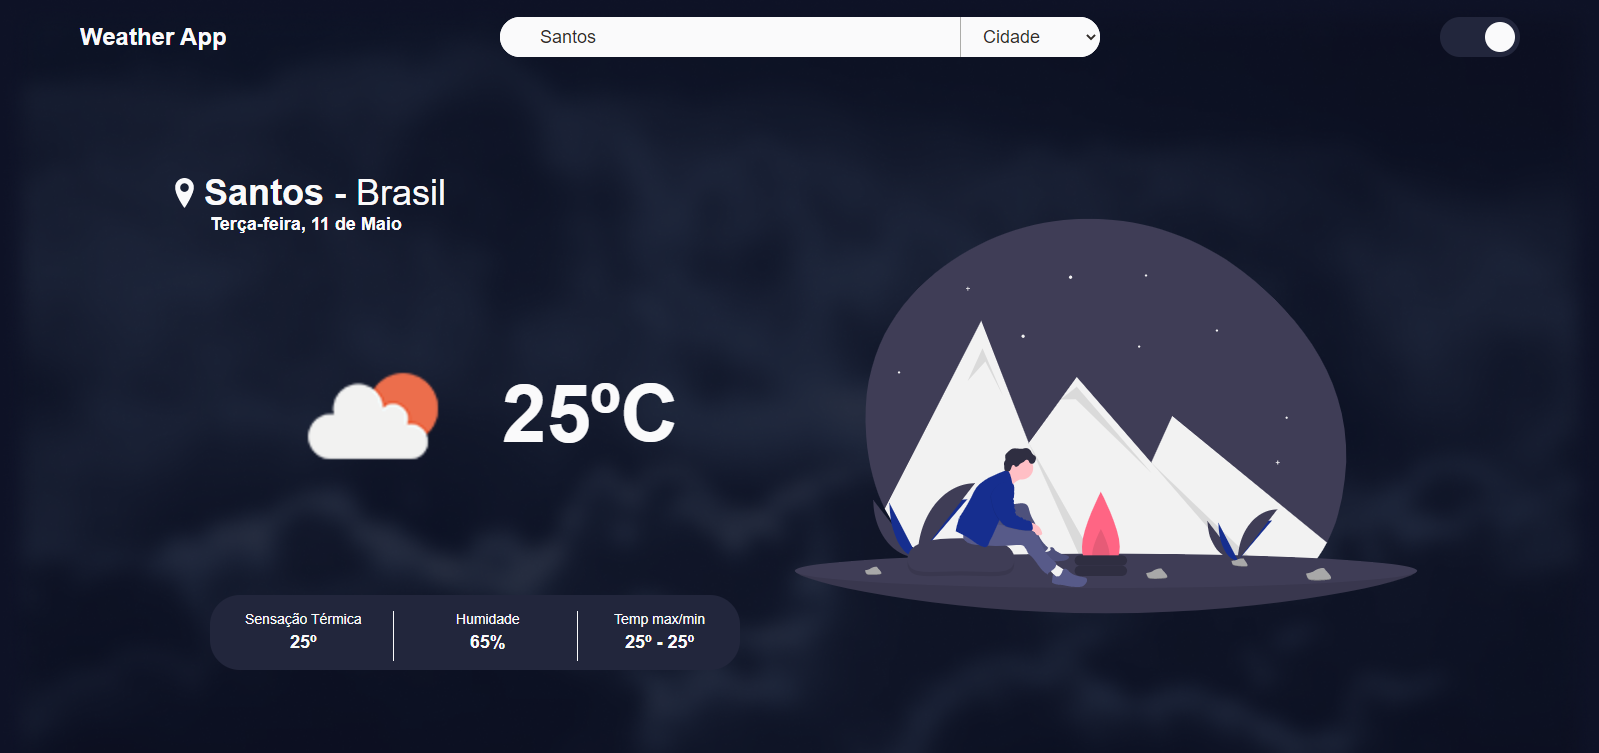 Weather App
Santos
Cidade
Santos - Brasil
Terça-feira, 11 de Maio
25ºC
Sensação Térmica
25º
Humidade
65%
Temp max/min
25º - 25º